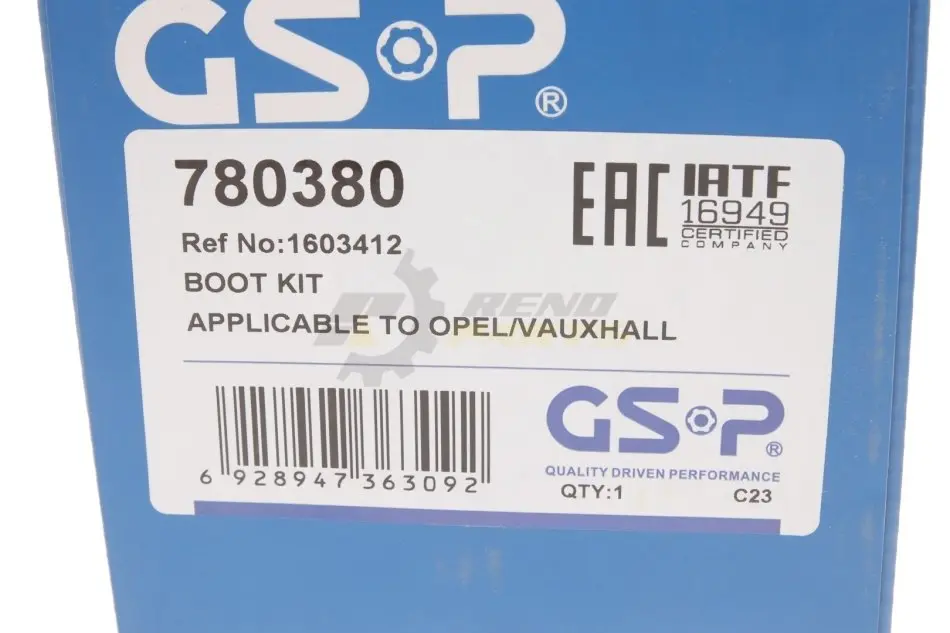 GSP®
780380
Ref No:1603412
BOOT KIT
APPLICABLE TO OPEL/VAUXHALL
EAC
IATF
16949
CERTIFIED
COMPANY
RENO
6 928947 363092
GSP®
QUALITY DRIVEN PERFORMANCE
QTY:1
C23